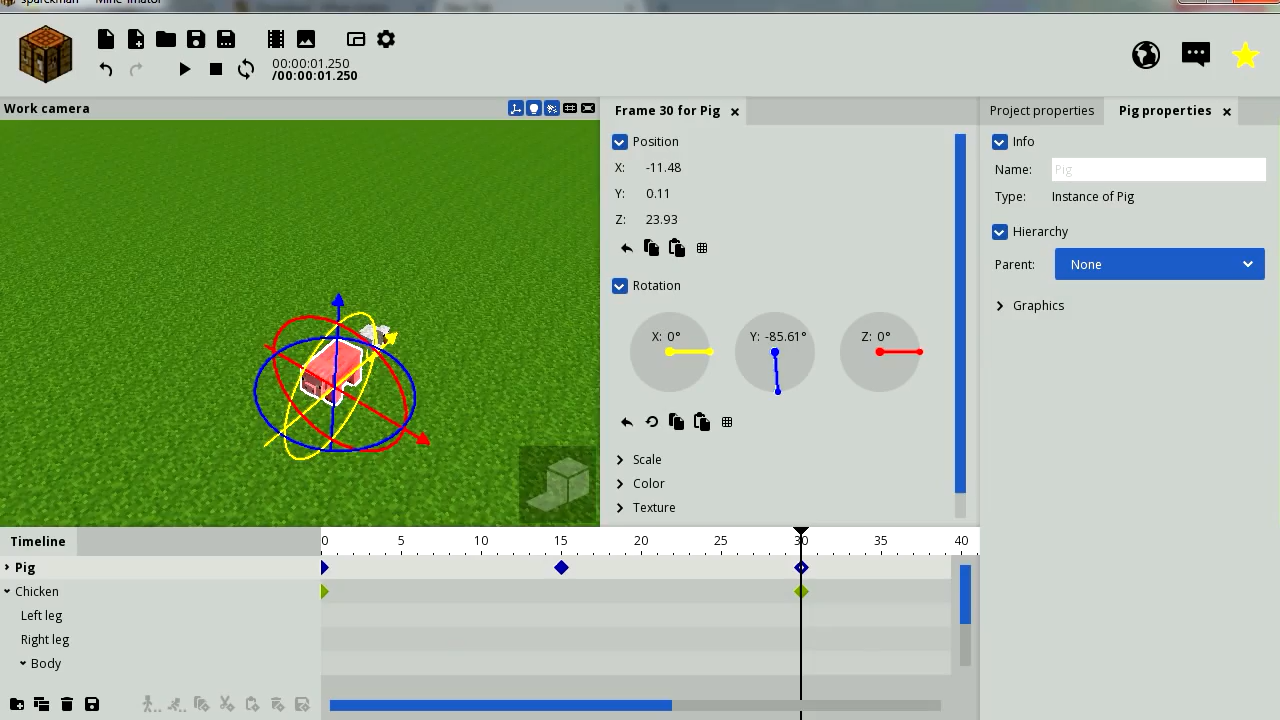 sparckman — Mine-imator
00:00:01.250
/00:00:01.250
Work camera
Frame 30 for Pig
Position
X: -11.48
Y: 0.11
Z: 23.93
Rotation
X: 0° Y: -85.61° Z: 0°
Scale
Color
Texture
Project properties Pig properties
Info
Name: Pig
Type: Instance of Pig
Hierarchy
Parent: None
Graphics
Timeline
0 5 10 15 20 25 30 35 40
Pig
Chicken
Left leg
Right leg
Body